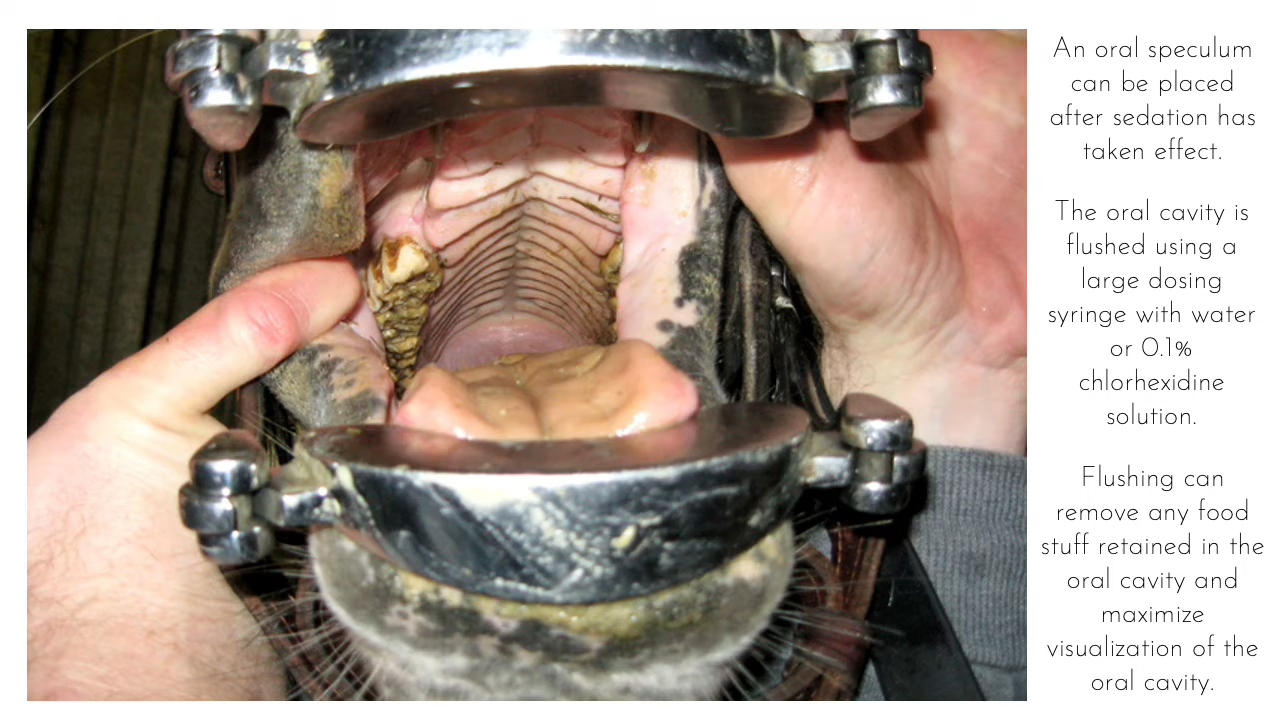 An oral speculum
can be placed
after sedation has
taken effect.
The oral cavity is
flushed using a
large dosing
syringe with water
or 0.1%
chlorhexidine
solution.
Flushing can
remove any food
stuff retained in the
oral cavity and
maximize
visualization of the
oral cavity.